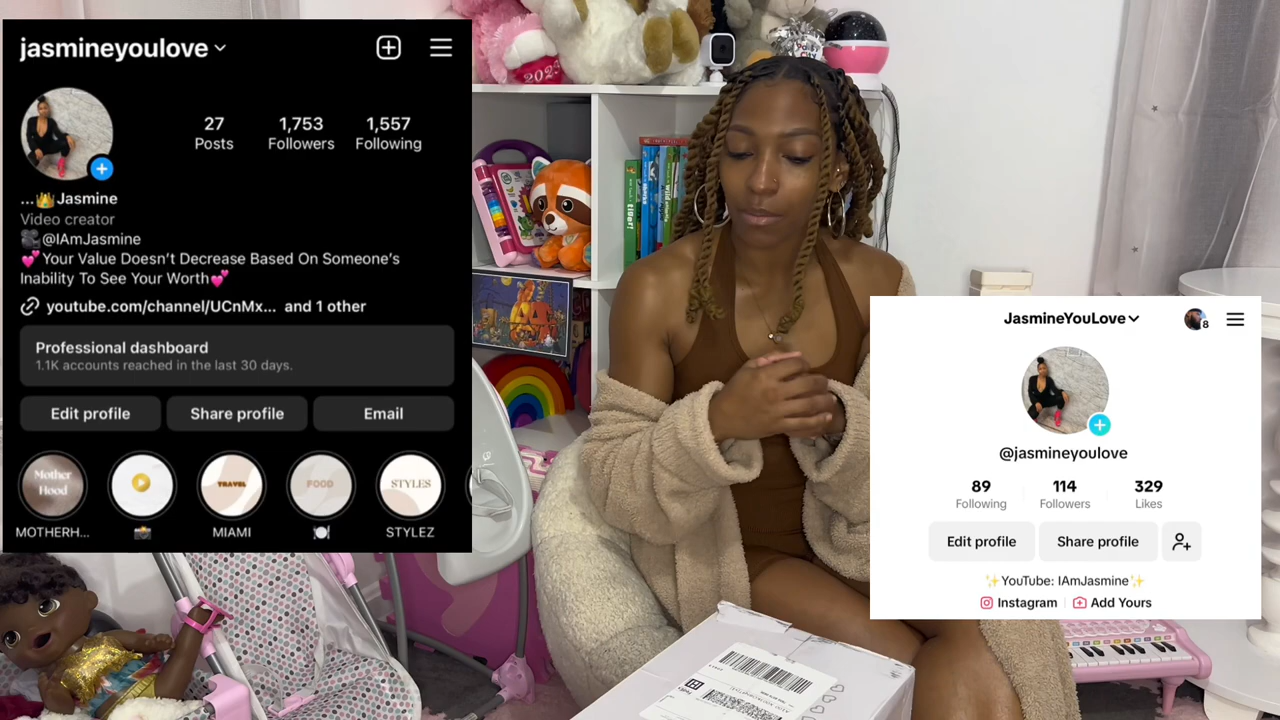 jasmineyoulove
27 1,753 1,557
Posts Followers Following
...👑Jasmine
Video creator
🎥@IAmJasmine
💕Your Value Doesn’t Decrease Based On Someone’s
Inability To See Your Worth💕
youtube.com/channel/UCnMx... and 1 other
Professional dashboard
1.1K accounts reached in the last 30 days.
Edit profile Share profile Email
Mother
Hood
TRAVEL
FOOD
STYLES
MOTHERH... 📸 MIAMI 🍽️ STYLEZ
2023
JasmineYouLove
8
@jasmineyoulove
89 114 329
Following Followers Likes
Edit profile Share profile
✨YouTube: IAmJasmine✨
Instagram Add Yours